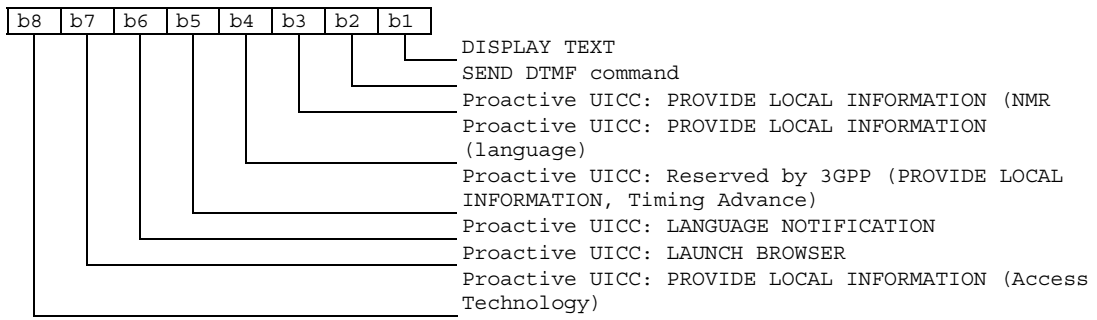 b8 b7 b6 b5 b4 b3 b2 b1
DISPLAY TEXT
SEND DTMF command
Proactive UICC: PROVIDE LOCAL INFORMATION (NMR
Proactive UICC: PROVIDE LOCAL INFORMATION
(language)
Proactive UICC: Reserved by 3GPP (PROVIDE LOCAL
INFORMATION, Timing Advance)
Proactive UICC: LANGUAGE NOTIFICATION
Proactive UICC: LAUNCH BROWSER
Proactive UICC: PROVIDE LOCAL INFORMATION (Access
Technology)